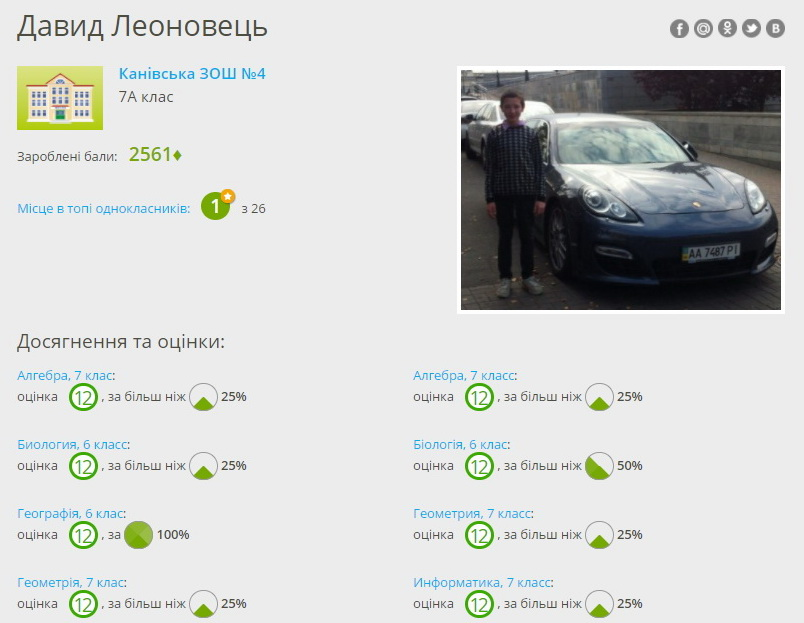 Давид Леоновець
Канівська ЗОШ №4
7А клас
Зароблені бали: 2561
Місце в топі однокласників: 1 з 26
АА 7487 РІ
Досягнення та оцінки:
Алгебра, 7 клас:
оцінка 12, за більш ніж 25%
Алгебра, 7 класс:
оцінка 12, за більш ніж 25%
Биология, 6 класс:
оцінка 12, за більш ніж 25%
Біологія, 6 клас:
оцінка 12, за більш ніж 50%
Географія, 6 клас:
оцінка 12, за 100%
Геометрия, 7 класс:
оцінка 12, за більш ніж 25%
Геометрія, 7 клас:
оцінка 12, за більш ніж 25%
Информатика, 7 класс:
оцінка 12, за більш ніж 25%